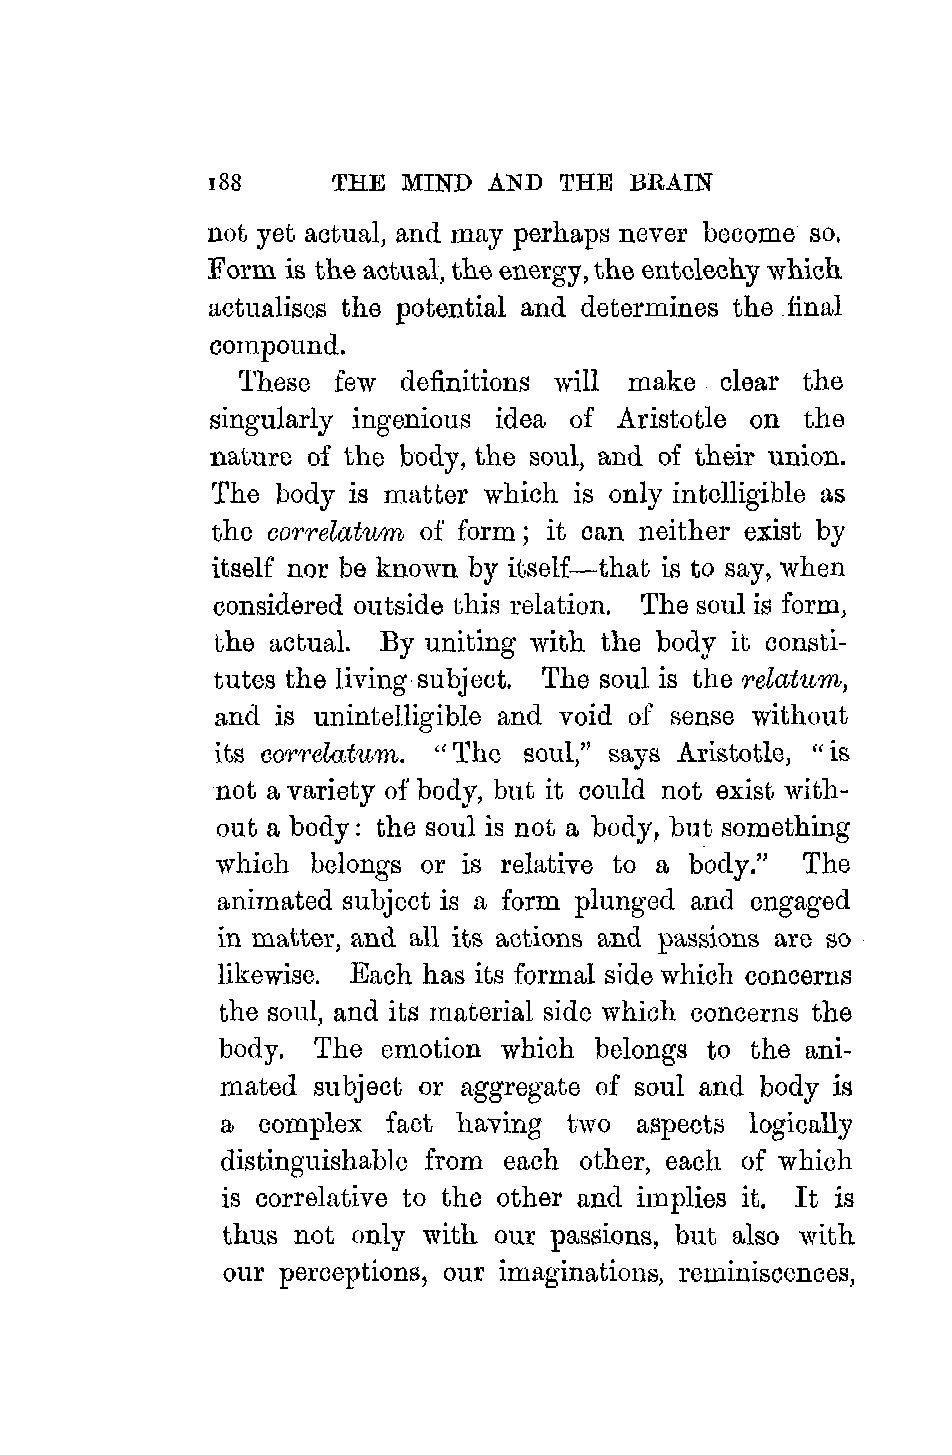 188 THE MIND AND THE BRAIN
not yet actual, and may perhaps never become so.
Form is the actual, the energy, the entelechy which
actualises the potential and determines the final
compound.
These few definitions will make clear the
singularly ingenious idea of Aristotle on the
nature of the body, the soul, and of their union.
The body is matter which is only intelligible as
the correlatum of form; it can neither exist by
itself nor be known by itself—that is to say, when
considered outside this relation. The soul is form,
the actual. By uniting with the body it consti-
tutes the living subject. The soul is the relatum,
and is unintelligible and void of sense without
its correlatum. “The soul,” says Aristotle, “is
not a variety of body, but it could not exist with-
out a body: the soul is not a body, but something
which belongs or is relative to a body.” The
animated subject is a form plunged and engaged
in matter, and all its actions and passions are so
likewise. Each has its formal side which concerns
the soul, and its material side which concerns the
body. The emotion which belongs to the ani-
mated subject or aggregate of soul and body is
a complex fact having two aspects logically
distinguishable from each other, each of which
is correlative to the other and implies it. It is
thus not only with our passions, but also with
our perceptions, our imaginations, reminiscences,